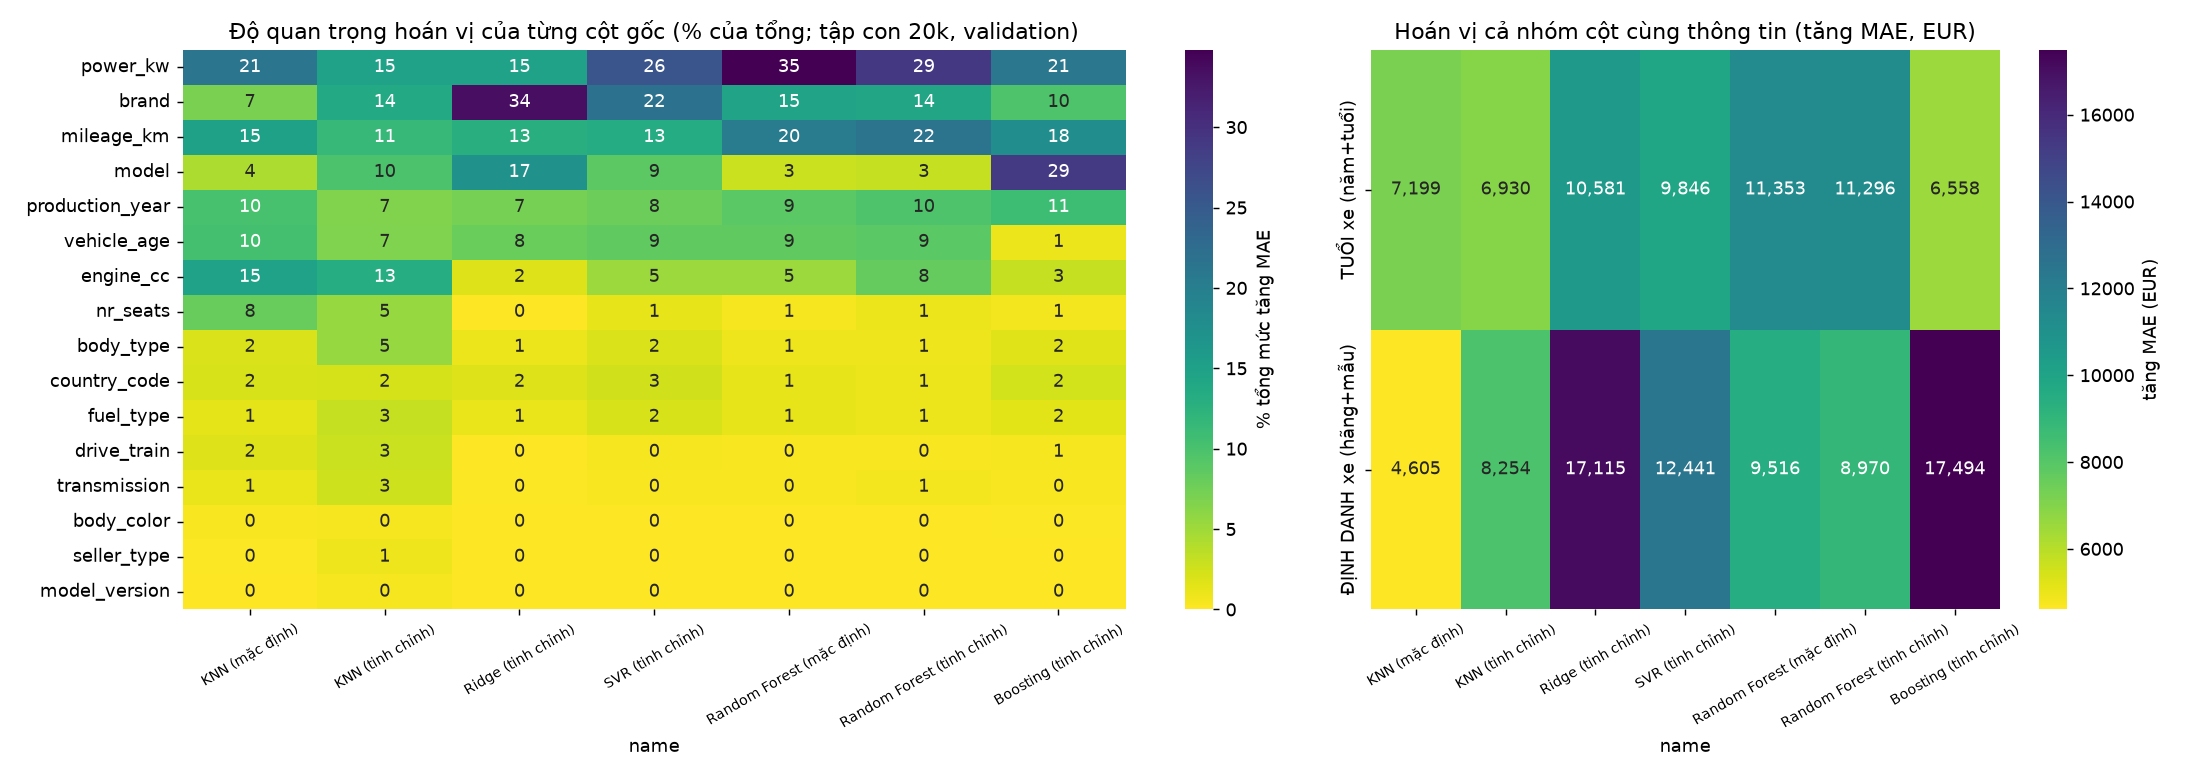 Độ quan trọng hoán vị của từng cột gốc (% của tổng; tập con 20k, validation)
power_kw 21 15 15 26 35 29 21
brand 7 14 34 22 15 14 10
mileage_km 15 11 13 13 20 22 18
model 4 10 17 9 3 3 29
production_year 10 7 7 8 9 10 11
vehicle_age 10 7 8 9 9 9 1
engine_cc 15 13 2 5 5 8 3
nr_seats 8 5 0 1 1 1 1
body_type 2 5 1 2 1 1 2
country_code 2 2 2 3 1 1 2
fuel_type 1 3 1 2 1 1 2
drive_train 2 3 0 0 0 0 1
transmission 1 3 0 0 0 1 0
body_color 0 0 0 0 0 0 0
seller_type 0 1 0 0 0 0 0
model_version 0 0 0 0 0 0 0
KNN (mặc định)
KNN (tinh chỉnh)
Ridge (tinh chỉnh)
SVR (tinh chỉnh)
Random Forest (mặc định)
Random Forest (tinh chỉnh)
Boosting (tinh chỉnh)
name
30
25
20
15
10
5
0
% tổng mức tăng MAE
Hoán vị cả nhóm cột cùng thông tin (tăng MAE, EUR)
TUỔI xe (năm+tuổi)
7,199 6,930 10,581 9,846 11,353 11,296 6,558
ĐỊNH DANH xe (hãng+mẫu)
4,605 8,254 17,115 12,441 9,516 8,970 17,494
KNN (mặc định)
KNN (tinh chỉnh)
Ridge (tinh chỉnh)
SVR (tinh chỉnh)
Random Forest (mặc định)
Random Forest (tinh chỉnh)
Boosting (tinh chỉnh)
name
16000
14000
12000
10000
8000
6000
tăng MAE (EUR)